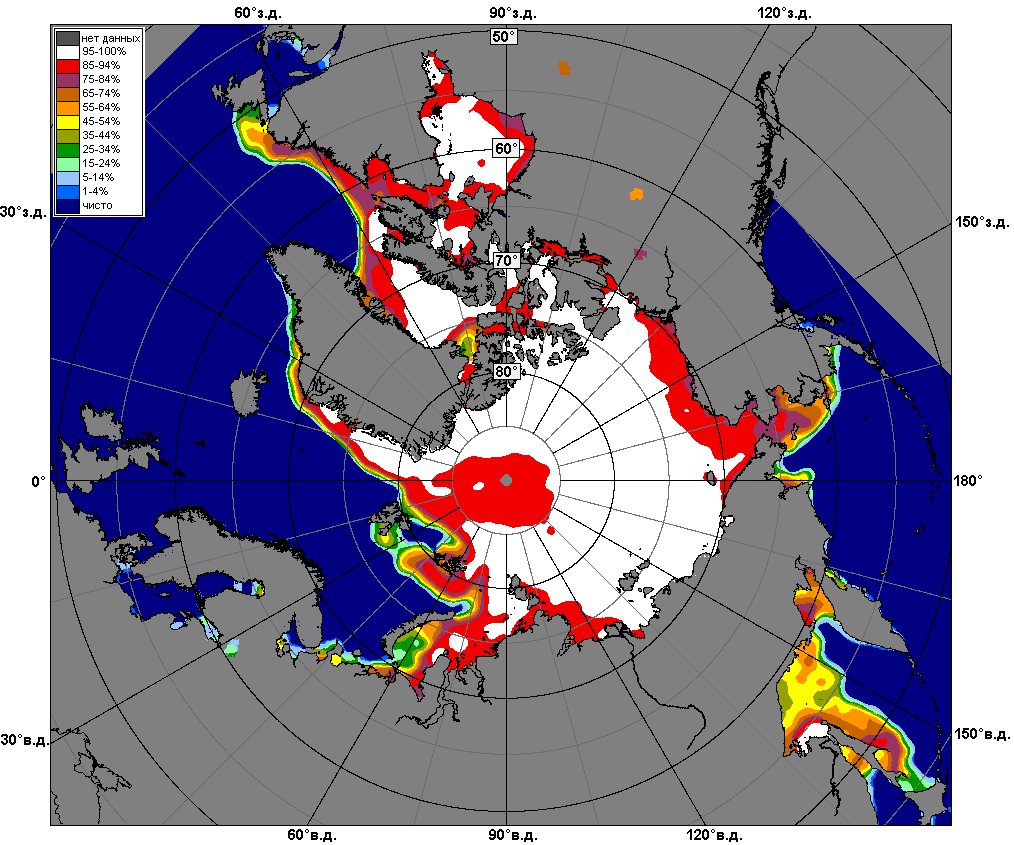 60°з.д.
90°з.д.
120°з.д.
нет данных
95-100%
85-94%
75-84%
65-74%
55-64%
45-54%
35-44%
25-34%
15-24%
5-14%
1-4%
чисто
50°
60°
30°з.д.
150°з.д.
70°
80°
0°
180°
30°в.д.
150°в.д.
60°в.д.
90°в.д.
120°в.д.